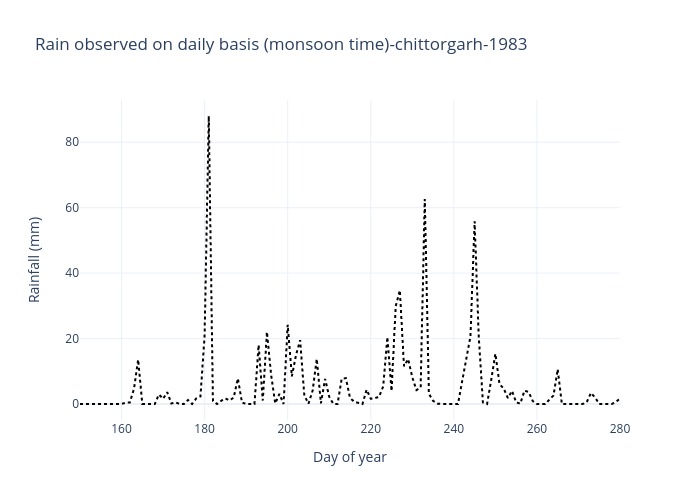 Rain observed on daily basis (monsoon time)-chittorgarh-1983
Rainfall (mm)
80
60
40
20
0
160 180 200 220 240 260 280
Day of year